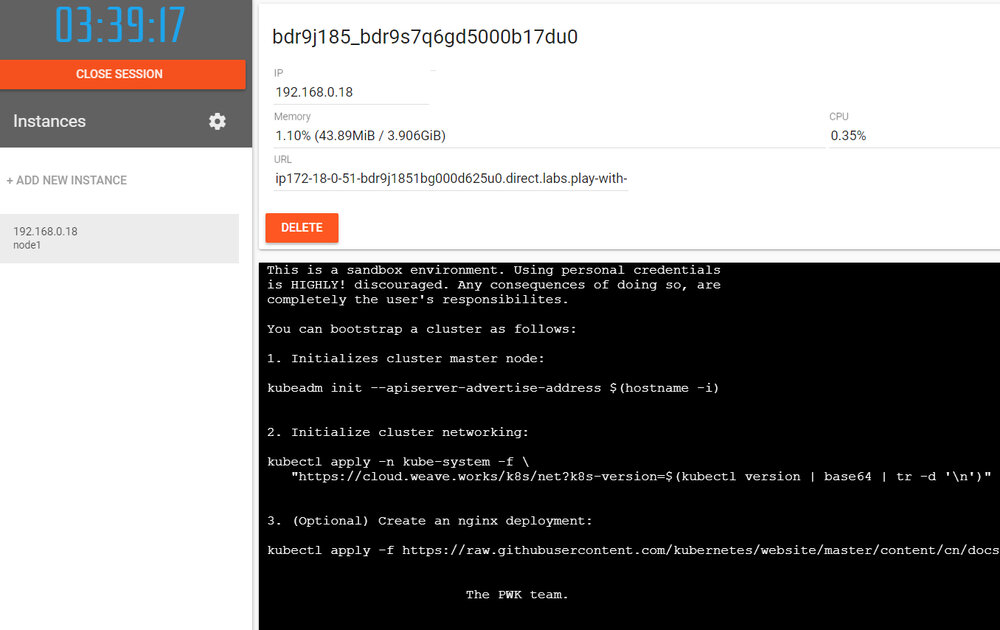 03:39:17
CLOSE SESSION
Instances
+ ADD NEW INSTANCE
192.168.0.18
node1
bdr9j185_bdr9s7q6gd5000b17du0
IP
192.168.0.18
Memory
1.10% (43.89MiB / 3.906GiB)
CPU
0.35%
URL
ip172-18-0-51-bdr9j1851bg000d625u0.direct.labs.play-with-
DELETE
This is a sandbox environment. Using personal credentials
is HIGHLY! discouraged. Any consequences of doing so, are
completely the user's responsibilites.
You can bootstrap a cluster as follows:
1. Initializes cluster master node:
kubeadm init --apiserver-advertise-address $(hostname -i)
2. Initialize cluster networking:
kubectl apply -n kube-system -f \
"https://cloud.weave.works/k8s/net?k8s-version=$(kubectl version | base64 | tr -d '\n')"
3. (Optional) Create an nginx deployment:
kubectl apply -f https://raw.githubusercontent.com/kubernetes/website/master/content/cn/docs
The PWK team.